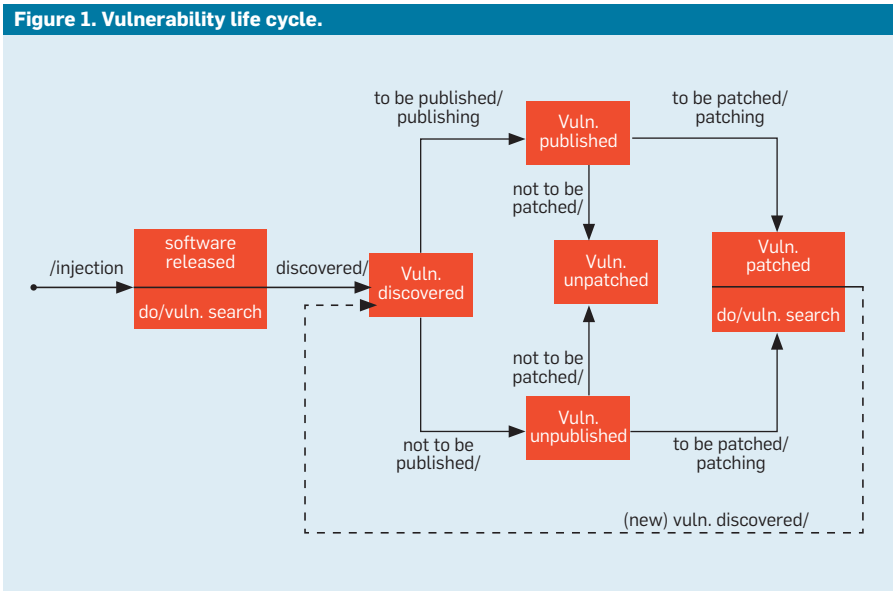 Figure 1. Vulnerability life cycle.
to be published/
publishing
to be patched/
patching
Vuln.
published
not to be
patched/
software
released
/injection
discovered/
do/vuln. search
Vuln.
discovered
Vuln.
unpatched
Vuln.
patched
do/vuln. search
not to be
patched/
Vuln.
unpublished
not to be
published/
to be patched/
patching
(new) vuln. discovered/